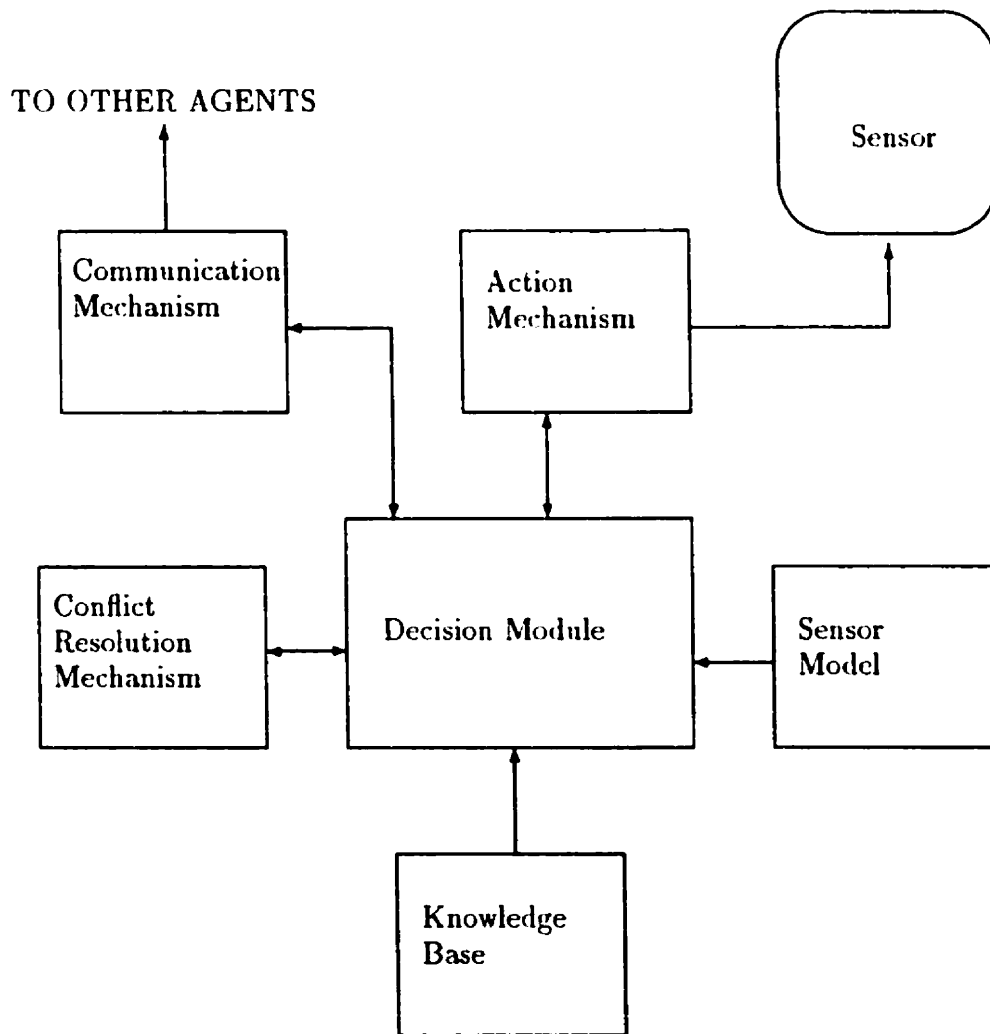 TO OTHER AGENTS
Sensor
Communication
Mechanism
Action
Mechanism
Conflict
Resolution
Mechanism
Decision Module
Sensor
Model
Knowledge
Base